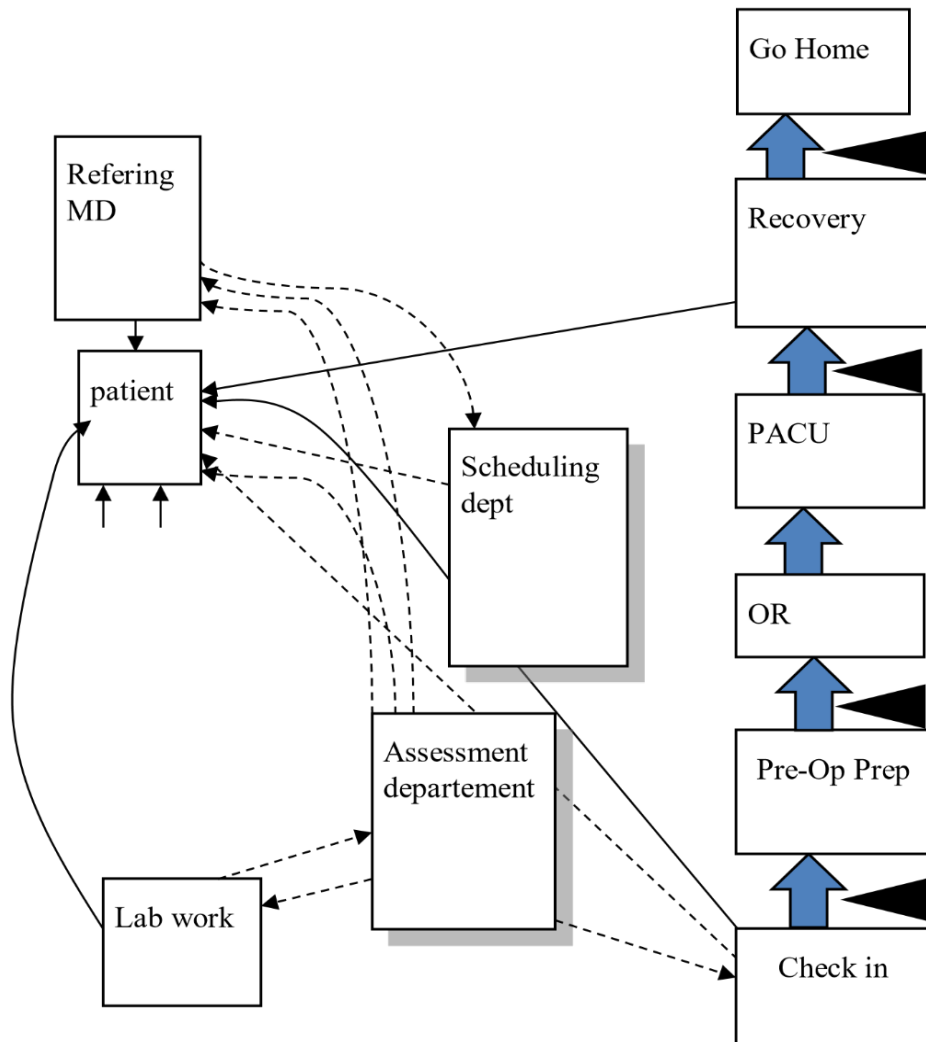 Go Home
Refering
MD
Recovery
patient
PACU
Scheduling
dept
OR
Assessment
departement
Pre-Op Prep
Lab work
Check in